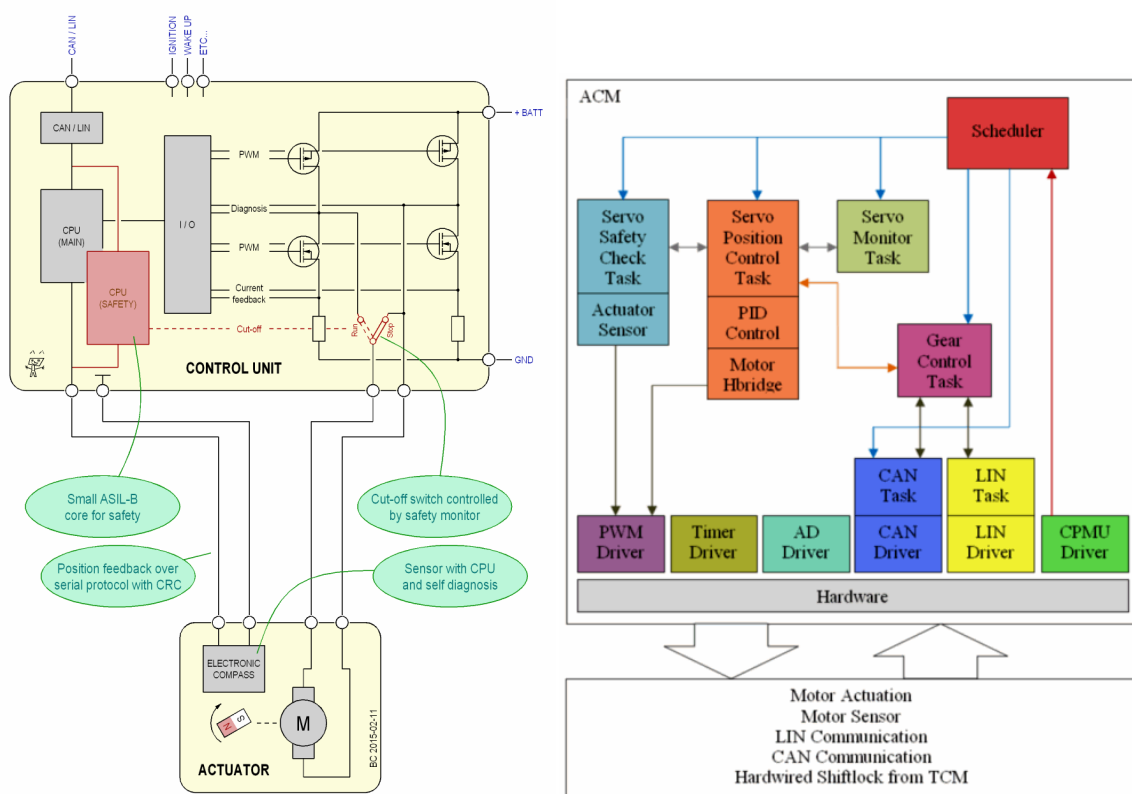 CAN / LIN
IGNITION
WAKE UP
ETC...
CAN / LIN
+ BATT
PWM
CPU
(MAIN)
I / O
Diagnosis
PWM
CPU
(SAFETY)
Current
feedback
Cut-off
Run
Stop
GND
CONTROL UNIT
Small ASIL-B
core for safety
Cut-off switch controlled
by safety monitor
Position feedback over
serial protocol with CRC
Sensor with CPU
and self diagnosis
ELECTRONIC
COMPASS
S
N
M
ACTUATOR
BC 2015-02-11
ACM
Scheduler
Servo
Safety
Check
Task
Actuator
Sensor
Servo
Position
Control
Task
PID
Control
Motor
Hbridge
Servo
Monitor
Task
Gear
Control
Task
CAN
Task
LIN
Task
PWM
Driver
Timer
Driver
AD
Driver
CAN
Driver
LIN
Driver
CPMU
Driver
Hardware
Motor Actuation
Motor Sensor
LIN Communication
CAN Communication
Hardwired Shiftlock from TCM